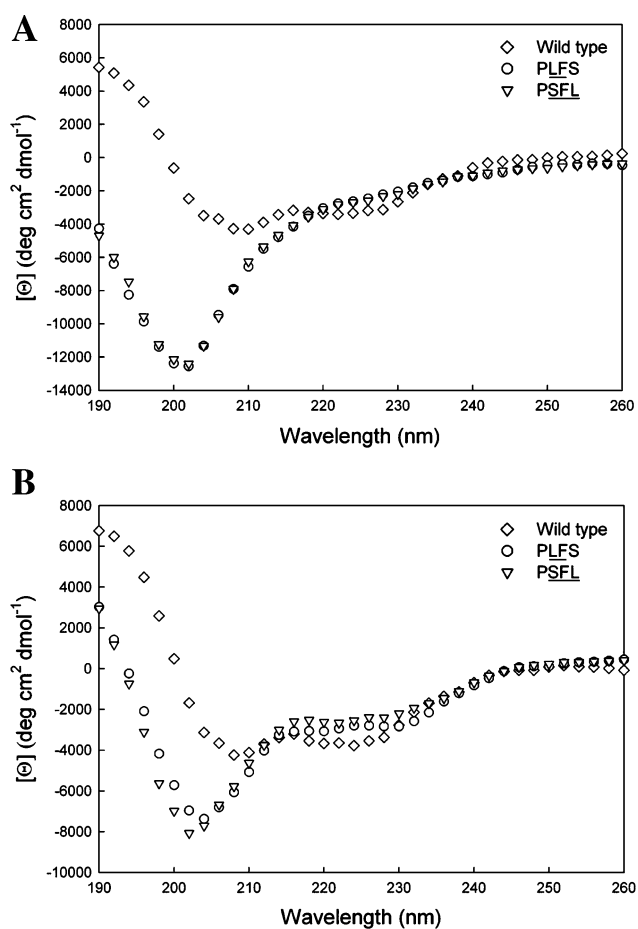 A
8000
6000
4000
2000
0
-2000
-4000
-6000
-8000
-10000
-12000
-14000
[Θ] (deg cm² dmol⁻¹)
Wild type
PLFS
PSFL
190 200 210 220 230 240 250 260
Wavelength (nm)
B
8000
6000
4000
2000
0
-2000
-4000
-6000
-8000
-10000
[Θ] (deg cm² dmol⁻¹)
Wild type
PLFS
PSFL
190 200 210 220 230 240 250 260
Wavelength (nm)